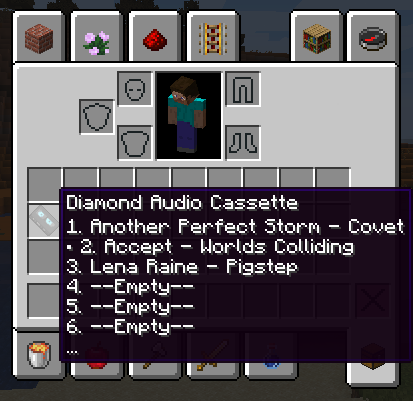 Diamond Audio Cassette
1. Another Perfect Storm - Covet
• 2. Accept - Worlds Colliding
3. Lena Raine - Pigstep
4. --Empty--
5. --Empty--
6. --Empty--
...